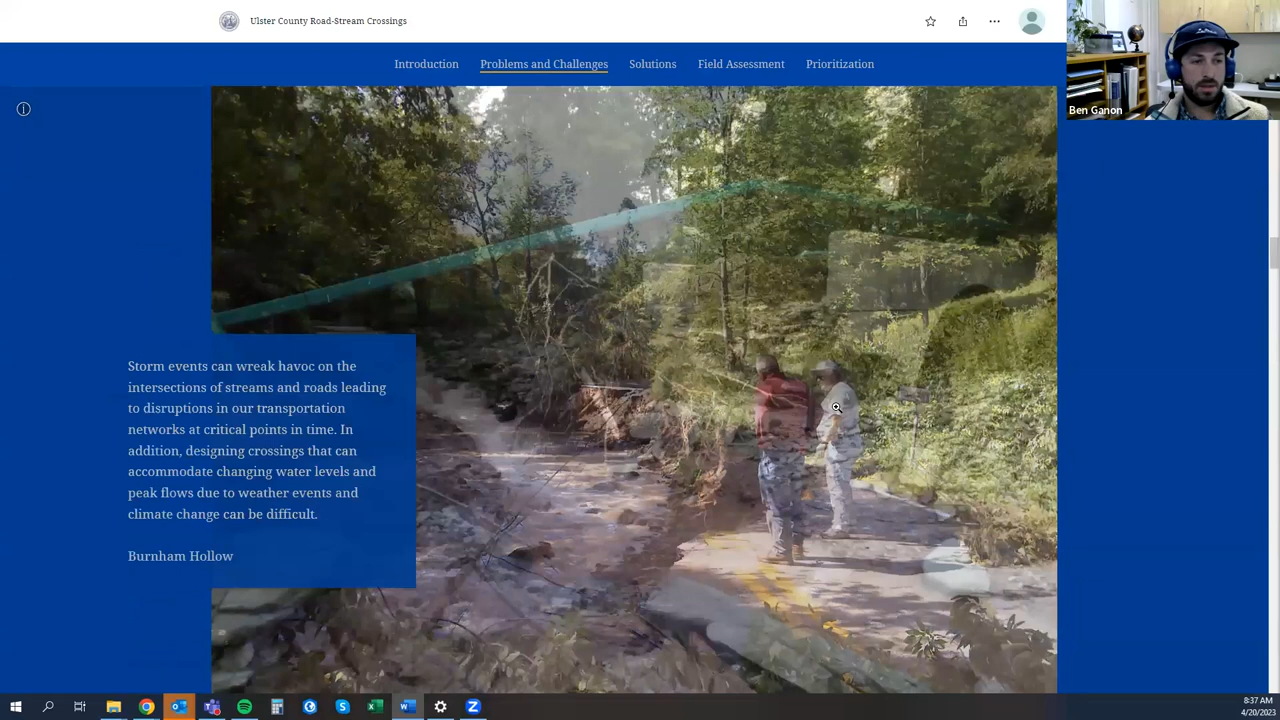 Ulster County Road-Stream Crossings
Introduction
Problems and Challenges
Solutions
Field Assessment
Prioritization
Ben Ganon
Storm events can wreak havoc on the
intersections of streams and roads leading
to disruptions in our transportation
networks at critical points in time. In
addition, designing crossings that can
accommodate changing water levels and
peak flows due to weather events and
climate change can be difficult.
Burnham Hollow
8:37 AM
4/20/2023